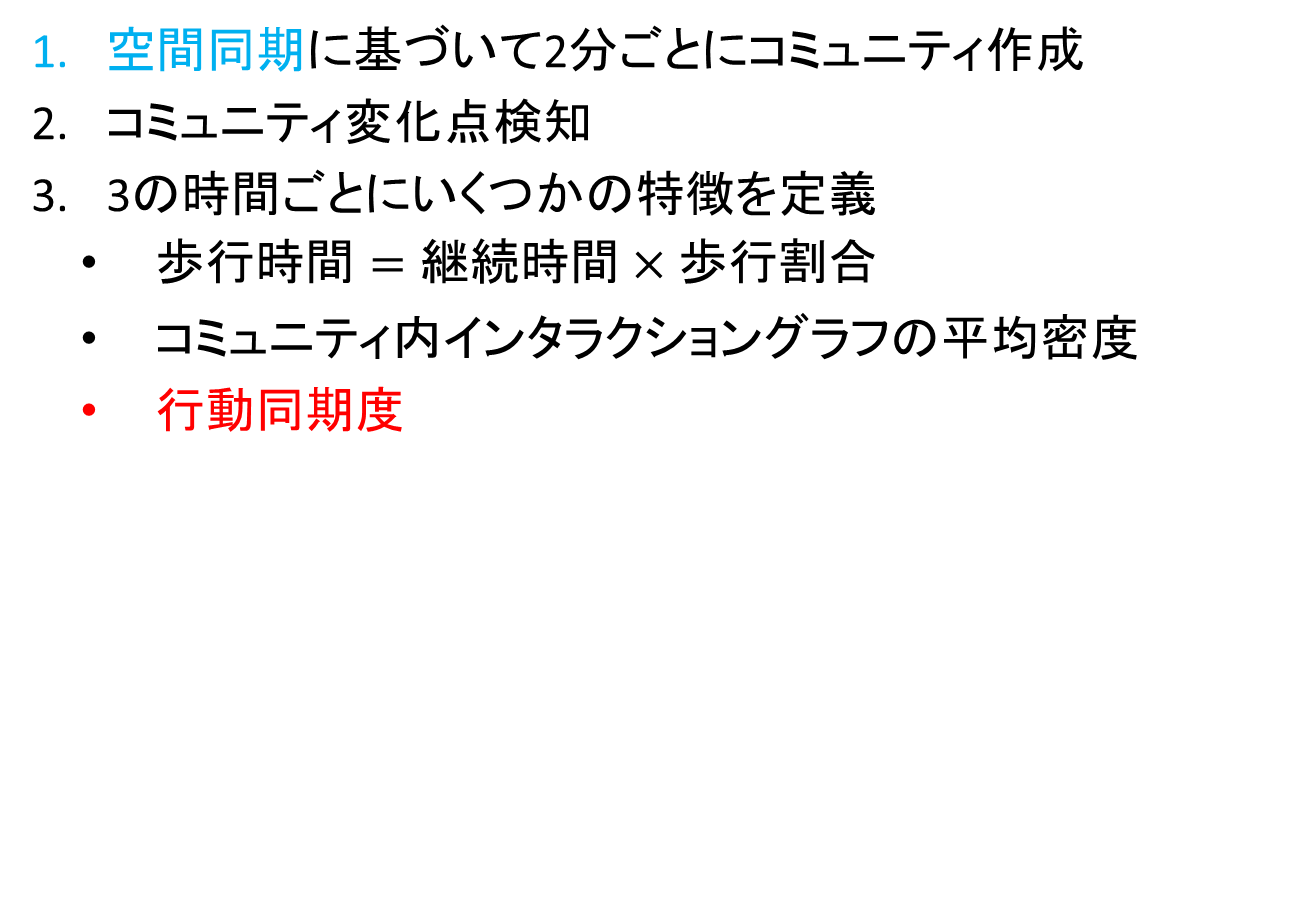 1. 空間同期に基づいて2分ごとにコミュニティ作成
2. コミュニティ変化点検知
3. 3の時間ごとにいくつかの特徴を定義
• 歩行時間 = 継続時間 × 歩行割合
• コミュニティ内インタラクショングラフの平均密度
• 行動同期度